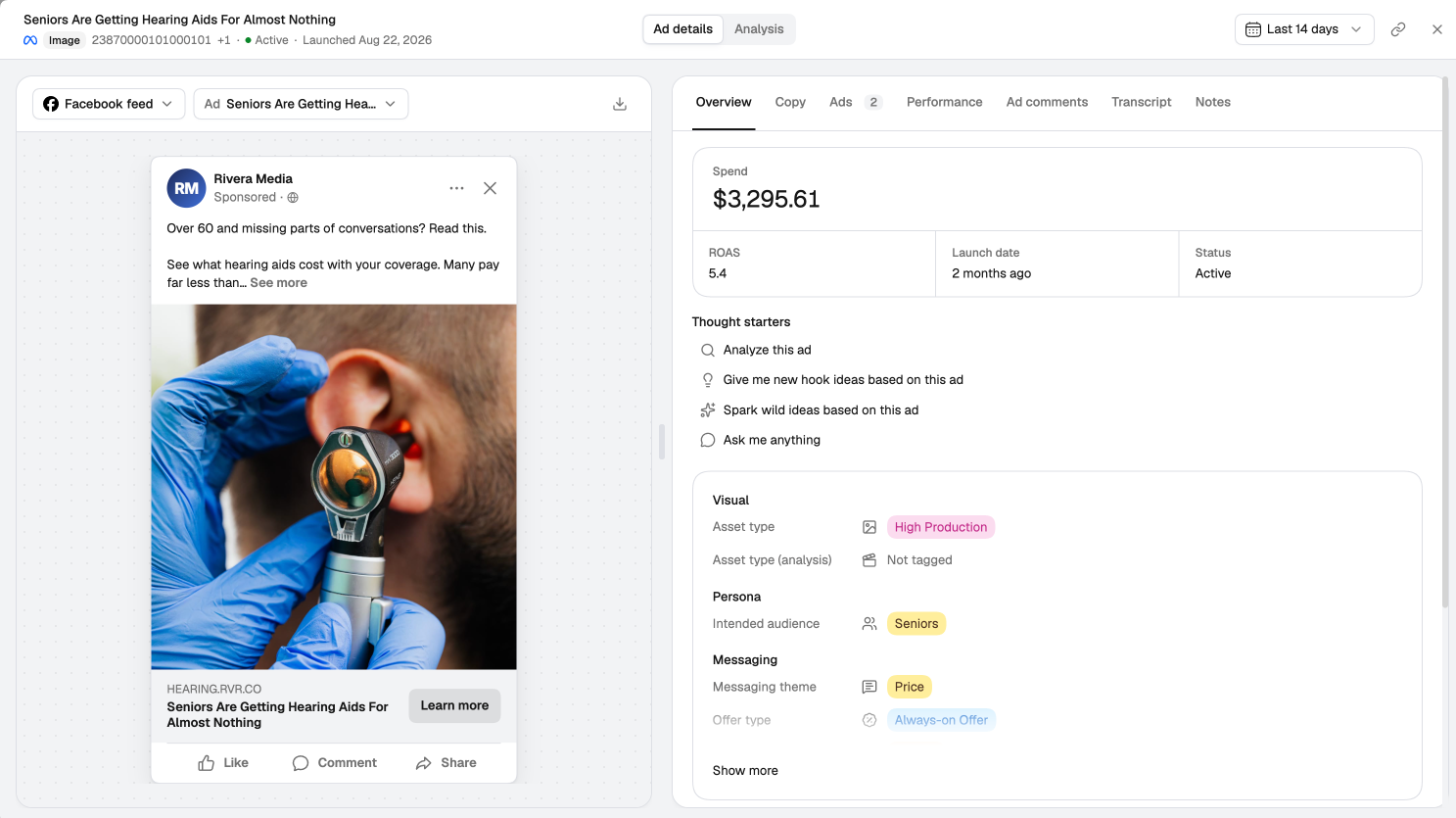 Seniors Are Getting Hearing Aids For Almost Nothing
Image 23870000101000101 +1 · Active · Launched Aug 22, 2026
Ad details Analysis
Last 14 days
Facebook feed
Ad Seniors Are Getting Hea...
RM
Rivera Media
Sponsored ·
Over 60 and missing parts of conversations? Read this.
See what hearing aids cost with your coverage. Many pay
far less than... See more
HEARING.RVR.CO
Seniors Are Getting Hearing Aids For
Almost Nothing
Learn more
Like Comment Share
Overview Copy Ads 2 Performance Ad comments Transcript Notes
Spend
$3,295.61
ROAS
5.4
Launch date
2 months ago
Status
Active
Thought starters
Analyze this ad
Give me new hook ideas based on this ad
Spark wild ideas based on this ad
Ask me anything
Visual
Asset type High Production
Asset type (analysis) Not tagged
Persona
Intended audience Seniors
Messaging
Messaging theme Price
Offer type Always-on Offer
Show more